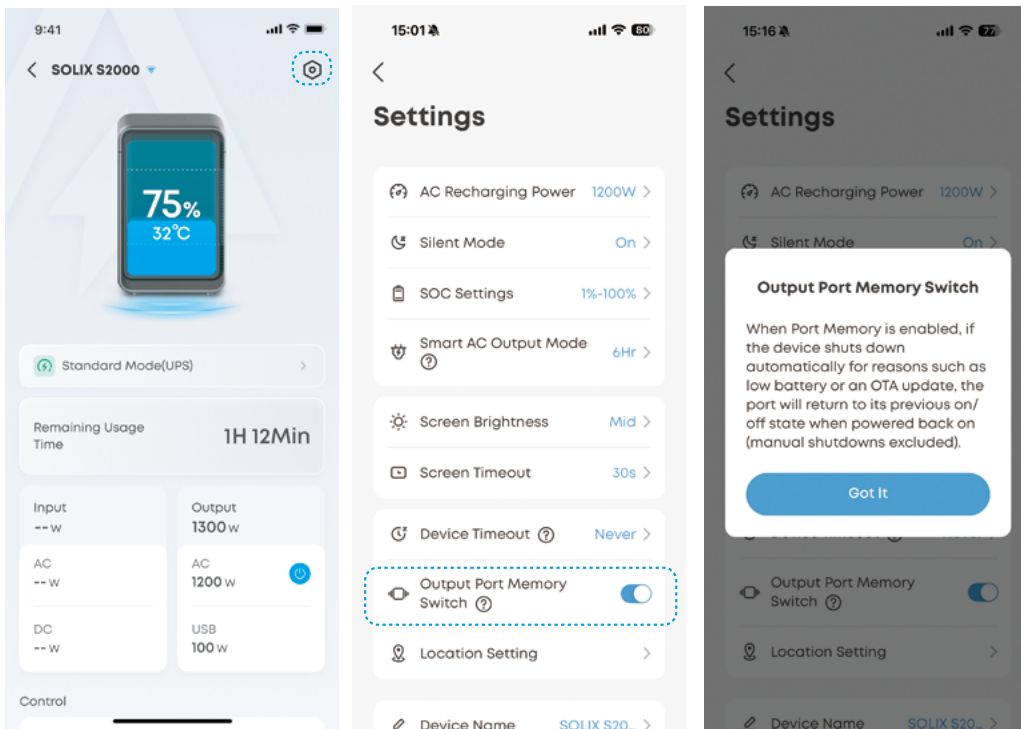 9:41
SOLIX S2000
75%
32°C
Standard Mode(UPS)
Remaining Usage
Time
1H 12Min
Input
-- w
Output
1300 w
AC
-- w
AC
1200 w
DC
-- w
USB
100 w
Control
15:01
80
Settings
AC Recharging Power 1200W
Silent Mode On
SOC Settings 1%-100%
Smart AC Output Mode
6Hr
Screen Brightness Mid
Screen Timeout 30s
Device Timeout Never
Output Port Memory
Switch
Location Setting
Device Name SOLIX S20...
15:16
77
Settings
AC Recharging Power 1200W
Silent Mode On
Output Port Memory Switch
When Port Memory is enabled, if
the device shuts down
automatically for reasons such as
low battery or an OTA update, the
port will return to its previous on/
off state when powered back on
(manual shutdowns excluded).
Got It
Output Port Memory
Switch
Location Setting
Device Name SOLIX S20...